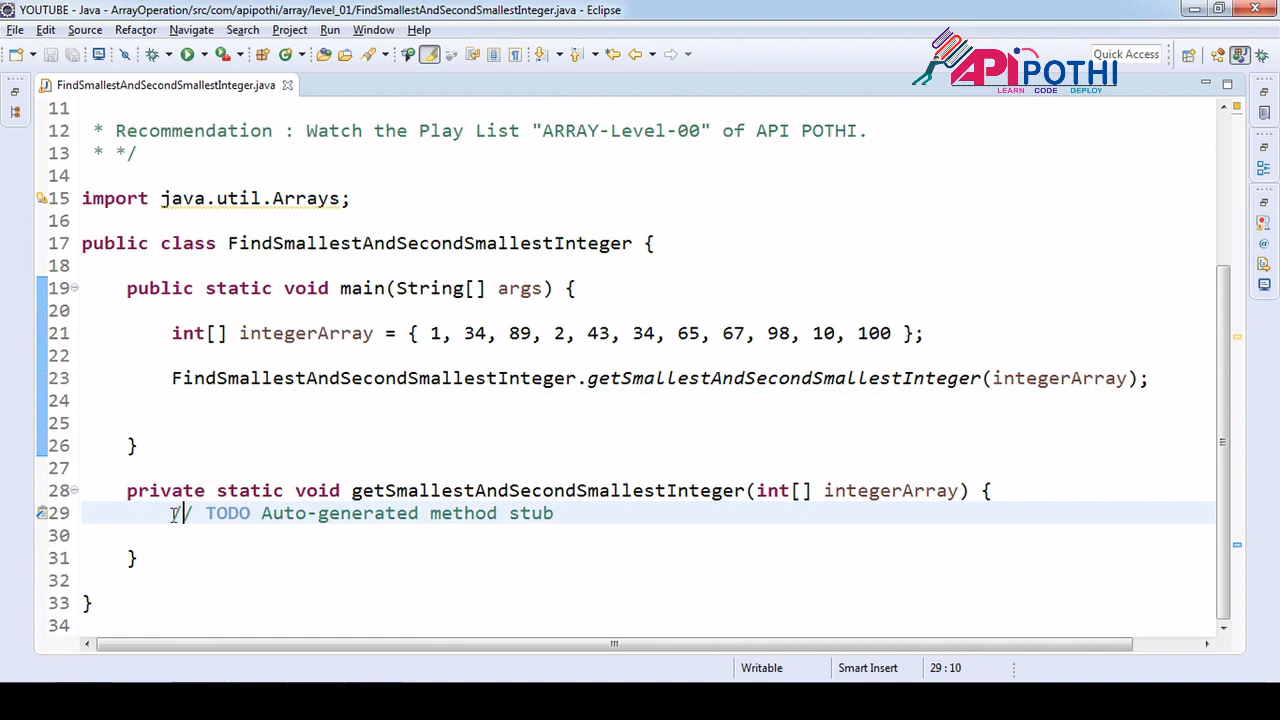 YOUTUBE - Java - ArrayOperation/src/com/apipothi/array/level_01/FindSmallestAndSecondSmallestInteger.java - Eclipse
File Edit Source Refactor Navigate Search Project Run Window Help
Quick Access
APIPOTHI
LEARN CODE DEPLOY
FindSmallestAndSecondSmallestInteger.java
11
12 * Recommendation : Watch the Play List "ARRAY-Level-00" of API POTHI.
13 * */
14
15 import java.util.Arrays;
16
17 public class FindSmallestAndSecondSmallestInteger {
18
19 public static void main(String[] args) {
20
21 int[] integerArray = { 1, 34, 89, 2, 43, 34, 65, 67, 98, 10, 100 };
22
23 FindSmallestAndSecondSmallestInteger.getSmallestAndSecondSmallestInteger(integerArray);
24
25
26 }
27
28 private static void getSmallestAndSecondSmallestInteger(int[] integerArray) {
29 // TODO Auto-generated method stub
30
31 }
32
33 }
34
Writable Smart Insert 29 : 10